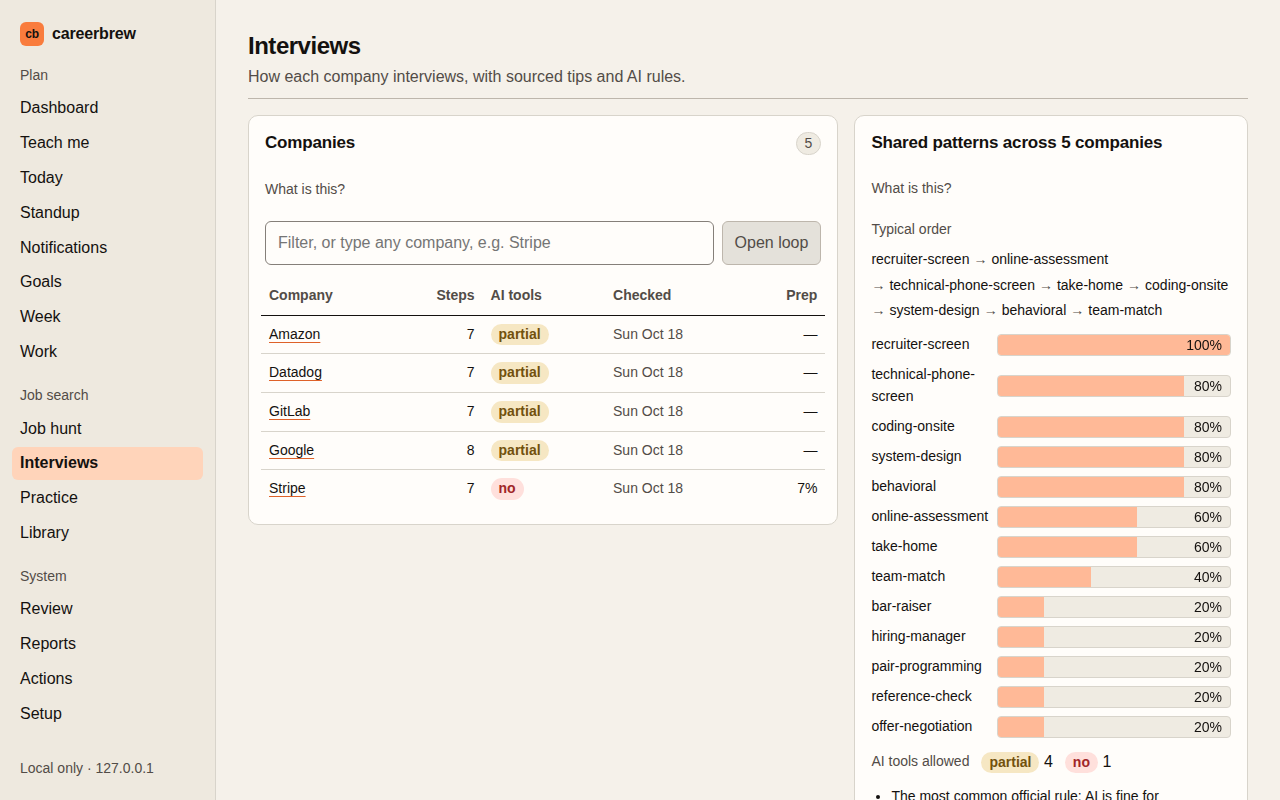 cb careerbrew
Plan
Dashboard
Teach me
Today
Standup
Notifications
Goals
Week
Work
Job search
Job hunt
Interviews
Practice
Library
System
Review
Reports
Actions
Setup
Local only · 127.0.0.1
Interviews
How each company interviews, with sourced tips and AI rules.
Companies 5
What is this?
Filter, or type any company, e.g. Stripe Open loop
Company Steps AI tools Checked Prep
Amazon 7 partial Sun Oct 18 —
Datadog 7 partial Sun Oct 18 —
GitLab 7 partial Sun Oct 18 —
Google 8 partial Sun Oct 18 —
Stripe 7 no Sun Oct 18 7%
Shared patterns across 5 companies
What is this?
Typical order
recruiter-screen → online-assessment
→ technical-phone-screen → take-home → coding-onsite
→ system-design → behavioral → team-match
recruiter-screen 100%
technical-phone-
screen 80%
coding-onsite 80%
system-design 80%
behavioral 80%
online-assessment 60%
take-home 60%
team-match 40%
bar-raiser 20%
hiring-manager 20%
pair-programming 20%
reference-check 20%
offer-negotiation 20%
AI tools allowed partial 4 no 1
• The most common official rule: AI is fine for